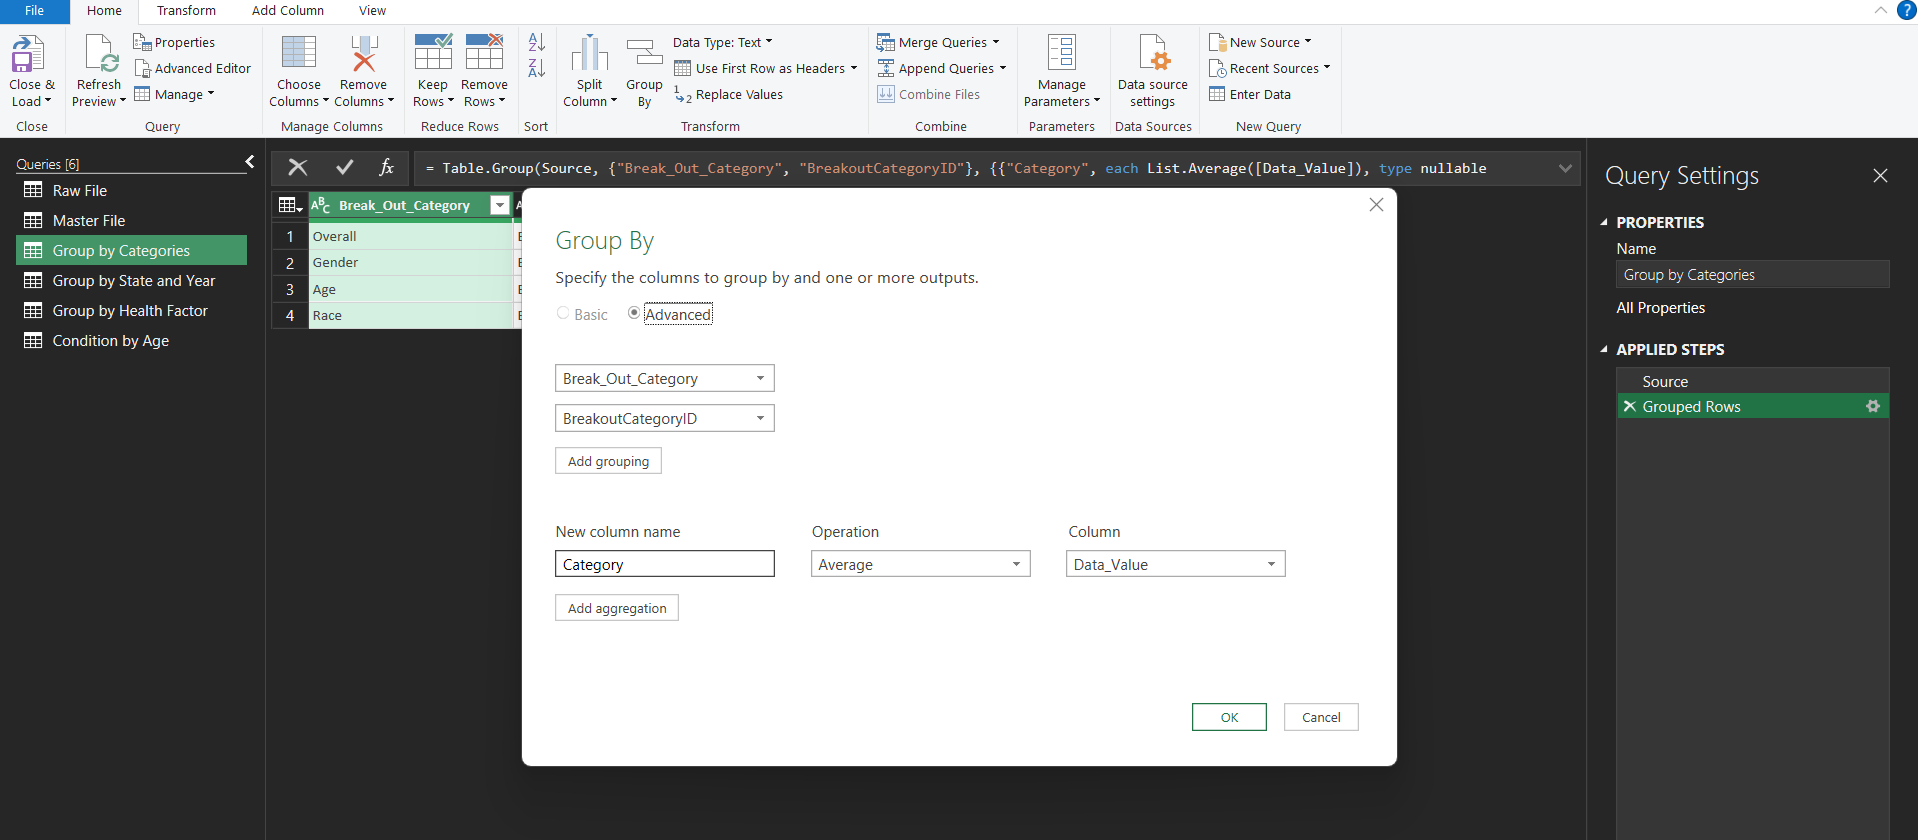 File Home Transform Add Column View ?
Close & Load
Close
Refresh Preview
Properties
Advanced Editor
Manage
Query
Choose Columns
Remove Columns
Manage Columns
Keep Rows
Remove Rows
Reduce Rows
A Z
Z A
Sort
Split Column
Group By
Data Type: Text
Use First Row as Headers
1 2 Replace Values
Transform
Merge Queries
Append Queries
Combine Files
Combine
Manage Parameters
Parameters
Data source settings
Data Sources
New Source
Recent Sources
Enter Data
New Query
Queries [6]
Raw File
Master File
Group by Categories
Group by State and Year
Group by Health Factor
Condition by Age
fx = Table.Group(Source, {"Break_Out_Category", "BreakoutCategoryID"}, {{"Category", each List.Average([Data_Value]), type nullable
ABC Break_Out_Category
1 Overall
2 Gender
3 Age
4 Race
Group By
Specify the columns to group by and one or more outputs.
Basic Advanced
Break_Out_Category
BreakoutCategoryID
Add grouping
New column name Operation Column
Category Average Data_Value
Add aggregation
OK Cancel
Query Settings
PROPERTIES
Name
Group by Categories
All Properties
APPLIED STEPS
Source
Grouped Rows